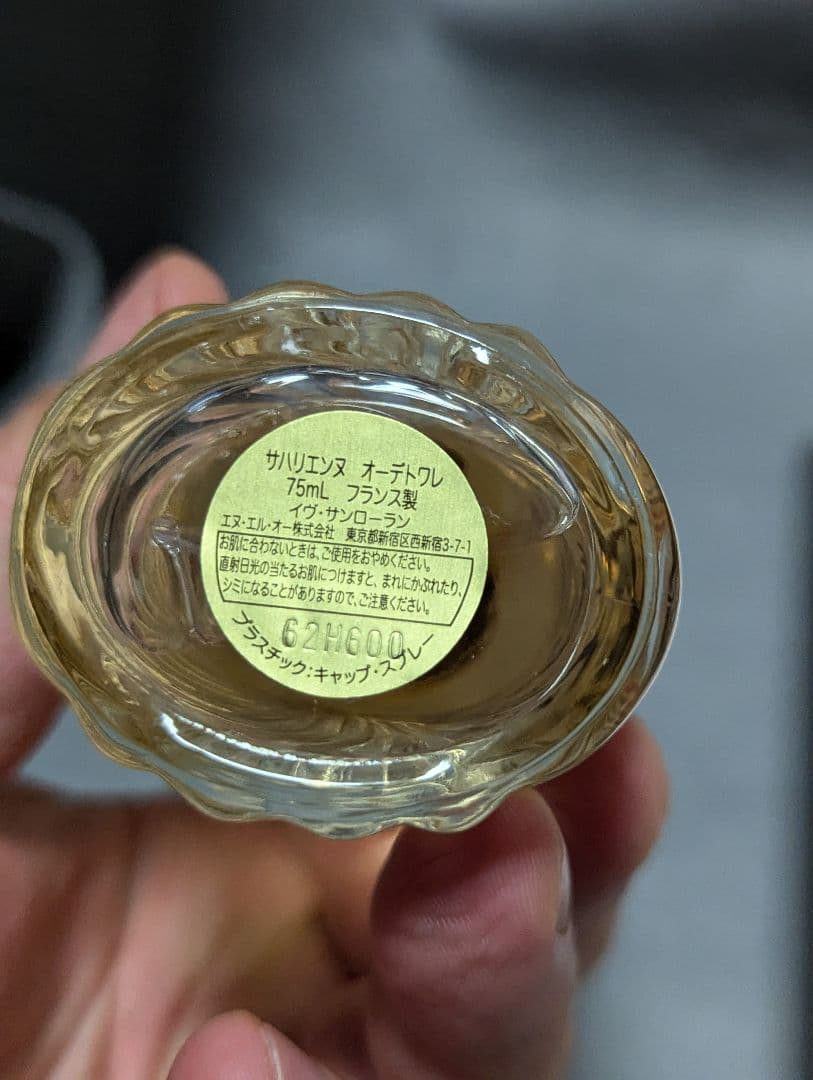 サハリエンヌ オーデトワレ
75mL フランス製
イヴ・サンローラン
エヌ・エル・オー株式会社 東京都新宿区西新宿3-7-1
お肌に合わないときは、ご使用をおやめください。
直射日光の当たるお肌につけますと、まれにかぶれたり、
シミになることがありますので、ご注意ください。
62H600
プラスチック:キャップ・スプレー